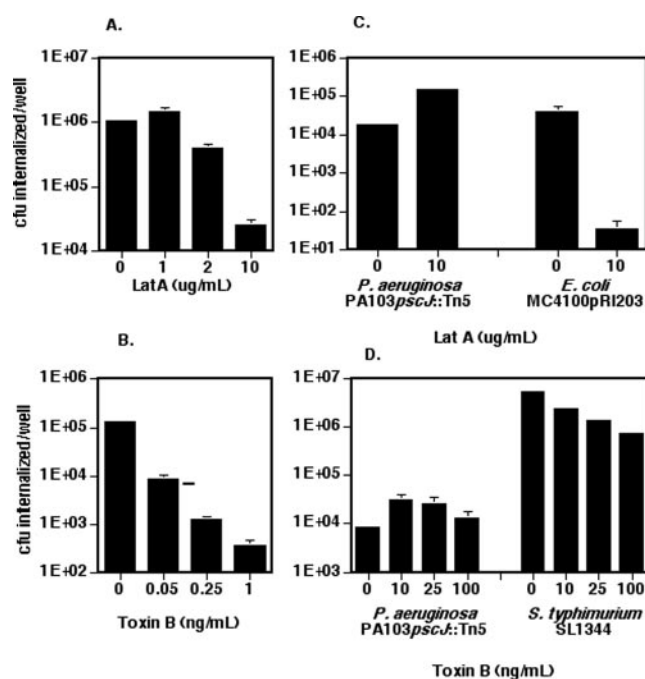 A.
1E+07
1E+06
1E+05
1E+04
cfu internalized/well
0 1 2 10
LatA (ug/mL)
C.
1E+06
1E+05
1E+04
1E+03
1E+02
1E+01
0 10 0 10
P. aeruginosa E. coli
PA103pscJ::Tn5 MC4100pRI203
Lat A (ug/mL)
B.
1E+06
1E+05
1E+04
1E+03
1E+02
cfu internalized/well
0 0.05 0.25 1
Toxin B (ng/mL)
D.
1E+07
1E+06
1E+05
1E+04
1E+03
0 10 25 100 0 10 25 100
P. aeruginosa S. typhimurium
PA103pscJ::Tn5 SL1344
Toxin B (ng/mL)